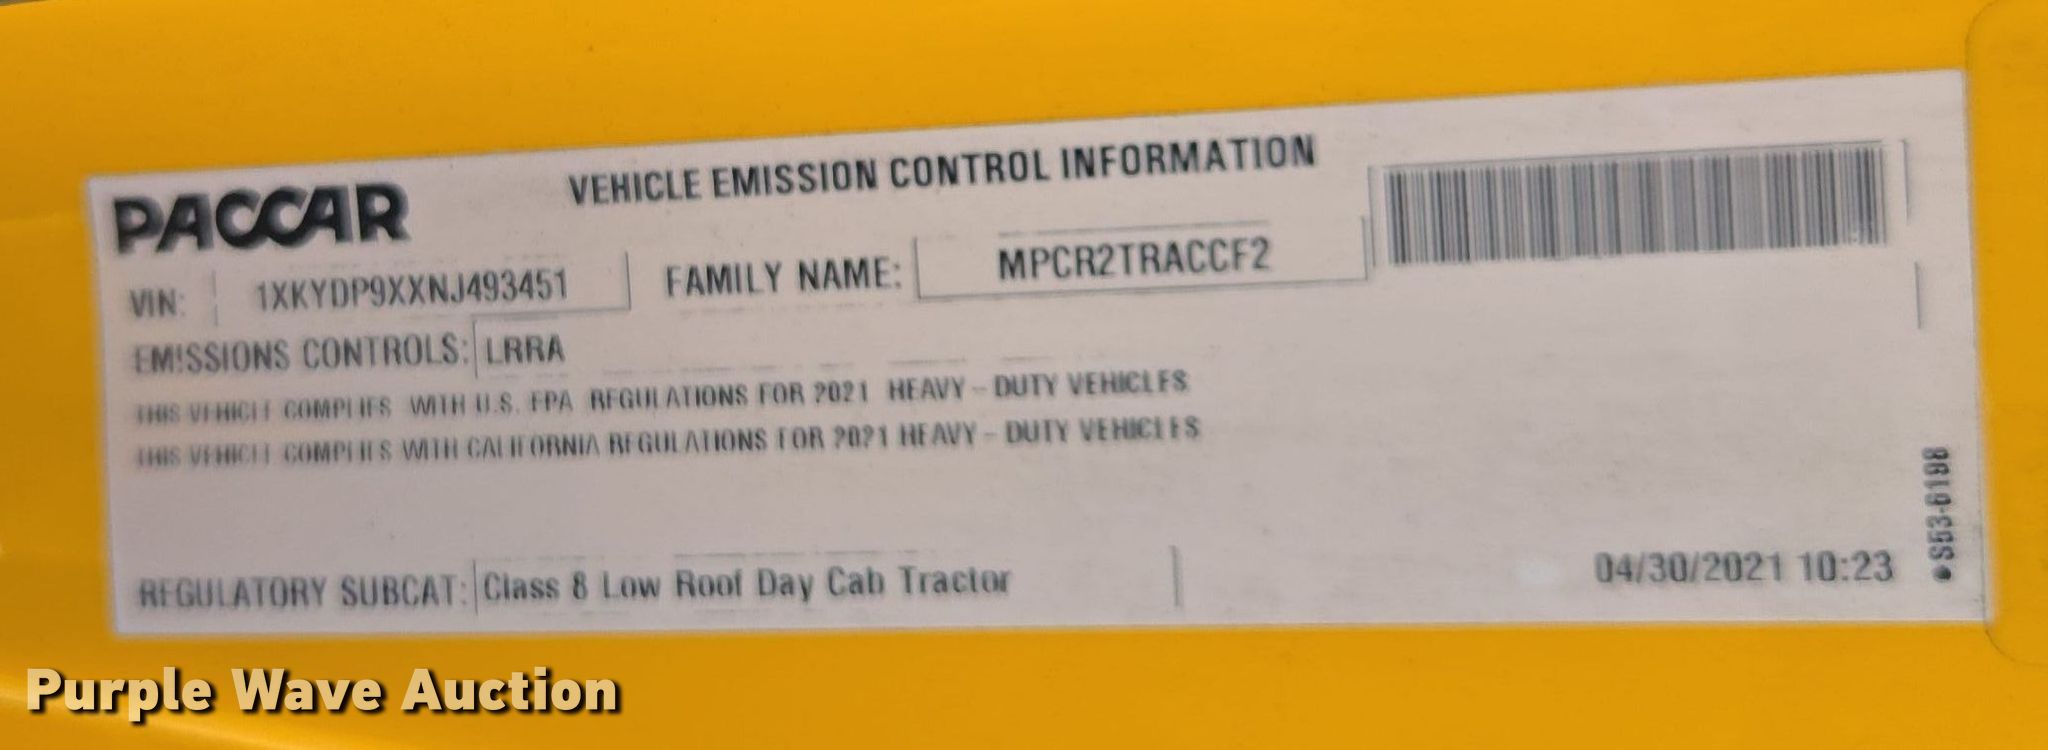 PACCAR
VEHICLE EMISSION CONTROL INFORMATION
VIN: 1XKYDP9XXNJ493451 FAMILY NAME: MPCR2TRACCF2
EMISSIONS CONTROLS: LRRA
THIS VEHICLE COMPLIES WITH U.S. EPA REGULATIONS FOR 2021 HEAVY-DUTY VEHICLES
THIS VEHICLE COMPLIES WITH CALIFORNIA REGULATIONS FOR 2021 HEAVY-DUTY VEHICLES
REGULATORY SUBCAT: Class 8 Low Roof Day Cab Tractor
04/30/2021 10:23
S53-6198
Purple Wave Auction